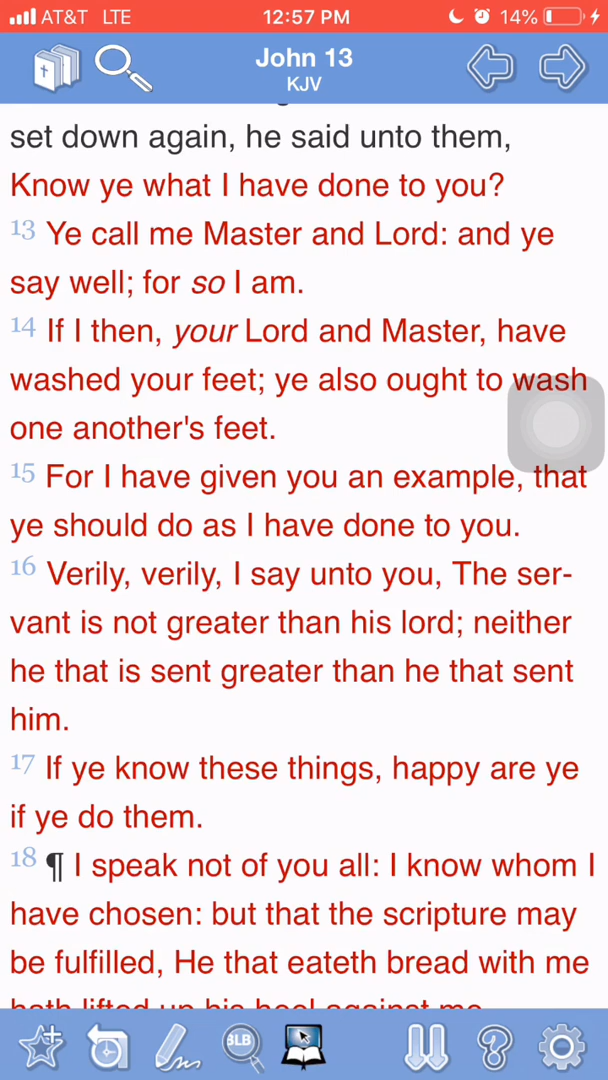 AT&T LTE 12:57 PM 14%
John 13
KJV
set down again, he said unto them,
Know ye what I have done to you?
13 Ye call me Master and Lord: and ye
say well; for so I am.
14 If I then, your Lord and Master, have
washed your feet; ye also ought to wash
one another's feet.
15 For I have given you an example, that
ye should do as I have done to you.
16 Verily, verily, I say unto you, The ser-
vant is not greater than his lord; neither
he that is sent greater than he that sent
him.
17 If ye know these things, happy are ye
if ye do them.
18 ¶ I speak not of you all: I know whom I
have chosen: but that the scripture may
be fulfilled, He that eateth bread with me
hath lifted up his heel against me.
BLB